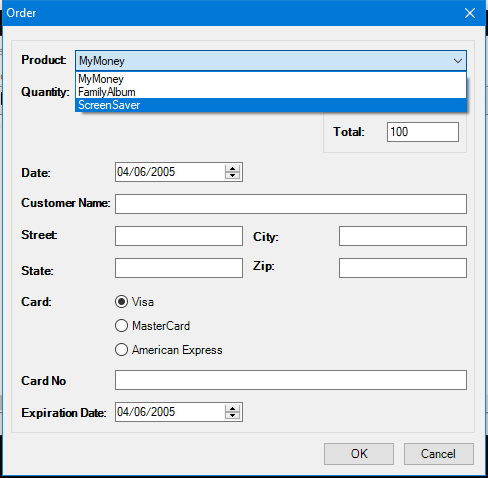 Order
Product: MyMoney
MyMoney
Quantity: FamilyAlbum
ScreenSaver
Total: 100
Date: 04/06/2005
Customer Name:
Street: City:
State: Zip:
Card: Visa
MasterCard
American Express
Card No
Expiration Date: 04/06/2005
OK Cancel